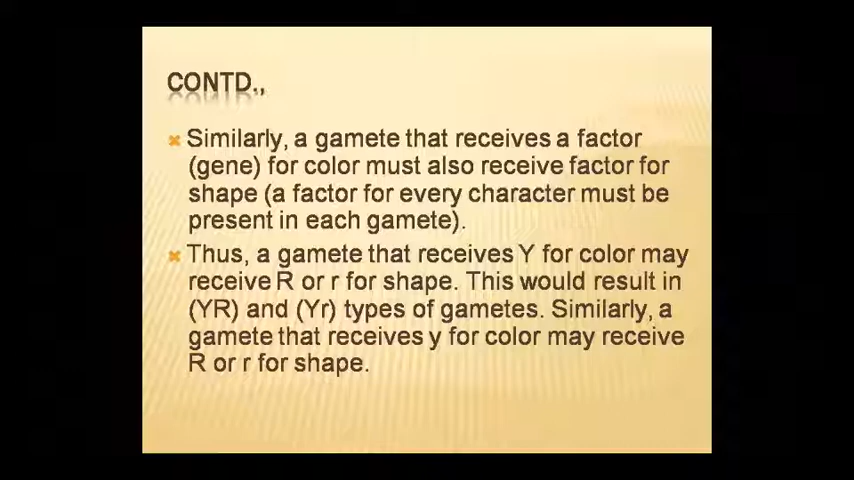 CONTD.,
Similarly, a gamete that receives a factor
(gene) for color must also receive factor for
shape (a factor for every character must be
present in each gamete).
Thus, a gamete that receives Y for color may
receive R or r for shape. This would result in
(YR) and (Yr) types of gametes. Similarly, a
gamete that receives y for color may receive
R or r for shape.